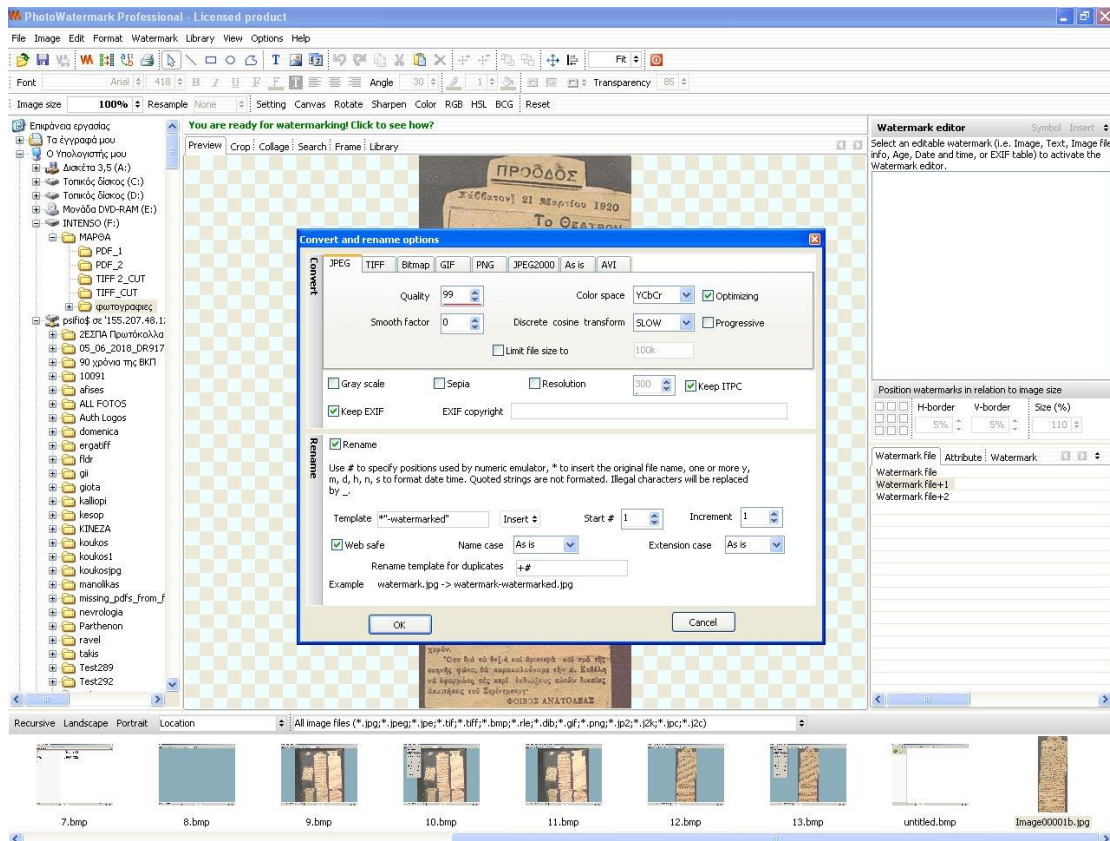 PhotoWatermark Professional - Licensed product
File Image Edit Format Watermark Library View Options Help
Fit
Font Arial 418 B I U F F T Angle 30 1 Transparency 85
Image size 100% Resample None Setting Canvas Rotate Sharpen Color RGB HSL BCG Reset
Επιφάνεια εργασίας
Τα έγγραφά μου
Ο Υπολογιστής μου
Δισκέτα 3,5 (A:)
Τοπικός δίσκος (C:)
Τοπικός δίσκος (D:)
Μονάδα DVD-RAM (E:)
INTENSO (F:)
ΜΑΡΘΑ
PDF_1
PDF_2
TIFF 2_CUT
TIFF_CUT
φωτογραφιες
psifio$ σε '155.207.48.1:
2ΕΣΠΑ Πρωτόκολλα
05_06_2018_DR917
90 χρόνια της ΒΚΠ
10091
afises
ALL FOTOS
Auth Logos
domenica
ergatiff
fldr
gii
giota
kalliopi
kesop
KINEZA
koukos
koukos1
koukosjpg
manolikas
missing_pdfs_from_f
nevrologia
Parthenon
ravel
takis
Test289
Test292
You are ready for watermarking! Click to see how?
Preview Crop Collage Search Frame Library
ΠΡΟΟΔΟΣ
Σάββατον 21 Μαρτίου 1920
Το ΘΕΑΤΡΟΝ
Convert and rename options
Convert
JPEG TIFF Bitmap GIF PNG JPEG2000 As is AVI
Quality 99 Color space YCbCr Optimizing
Smooth factor 0 Discrete cosine transform SLOW Progressive
Limit file size to 100k
Gray scale Sepia Resolution 300 Keep ITPC
Keep EXIF EXIF copyright
Rename
Rename
Use # to specify positions used by numeric emulator, * to insert the original file name, one or more y,
m, d, h, n, s to format date time. Quoted strings are not formated. Illegal characters will be replaced
by _.
Template *"-watermarked" Insert Start # 1 Increment 1
Web safe Name case As is Extension case As is
Rename template for duplicates +#
Example watermark.jpg -> watermark-watermarked.jpg
OK Cancel
χορόν.
ΦΟΙΒΟΣ ΑΝΑΤΟΛΕΑΣ
Watermark editor Symbol Insert
Select an editable watermark (i.e. Image, Text, Image file
info, Age, Date and time, or EXIF table) to activate the
Watermark editor.
Position watermarks in relation to image size
H-border V-border Size (%)
5% 5% 110
Watermark file Attribute Watermark
Watermark file
Watermark file+1
Watermark file+2
Recursive Landscape Portrait Location All image files (*.jpg;*.jpeg;*.jpe;*.tif;*.tiff;*.bmp;*.rle;*.dib;*.gif;*.png;*.jp2;*.j2k;*.jpc;*.j2c)
7.bmp 8.bmp 9.bmp 10.bmp 11.bmp 12.bmp 13.bmp untitled.bmp Image00001b.jpg